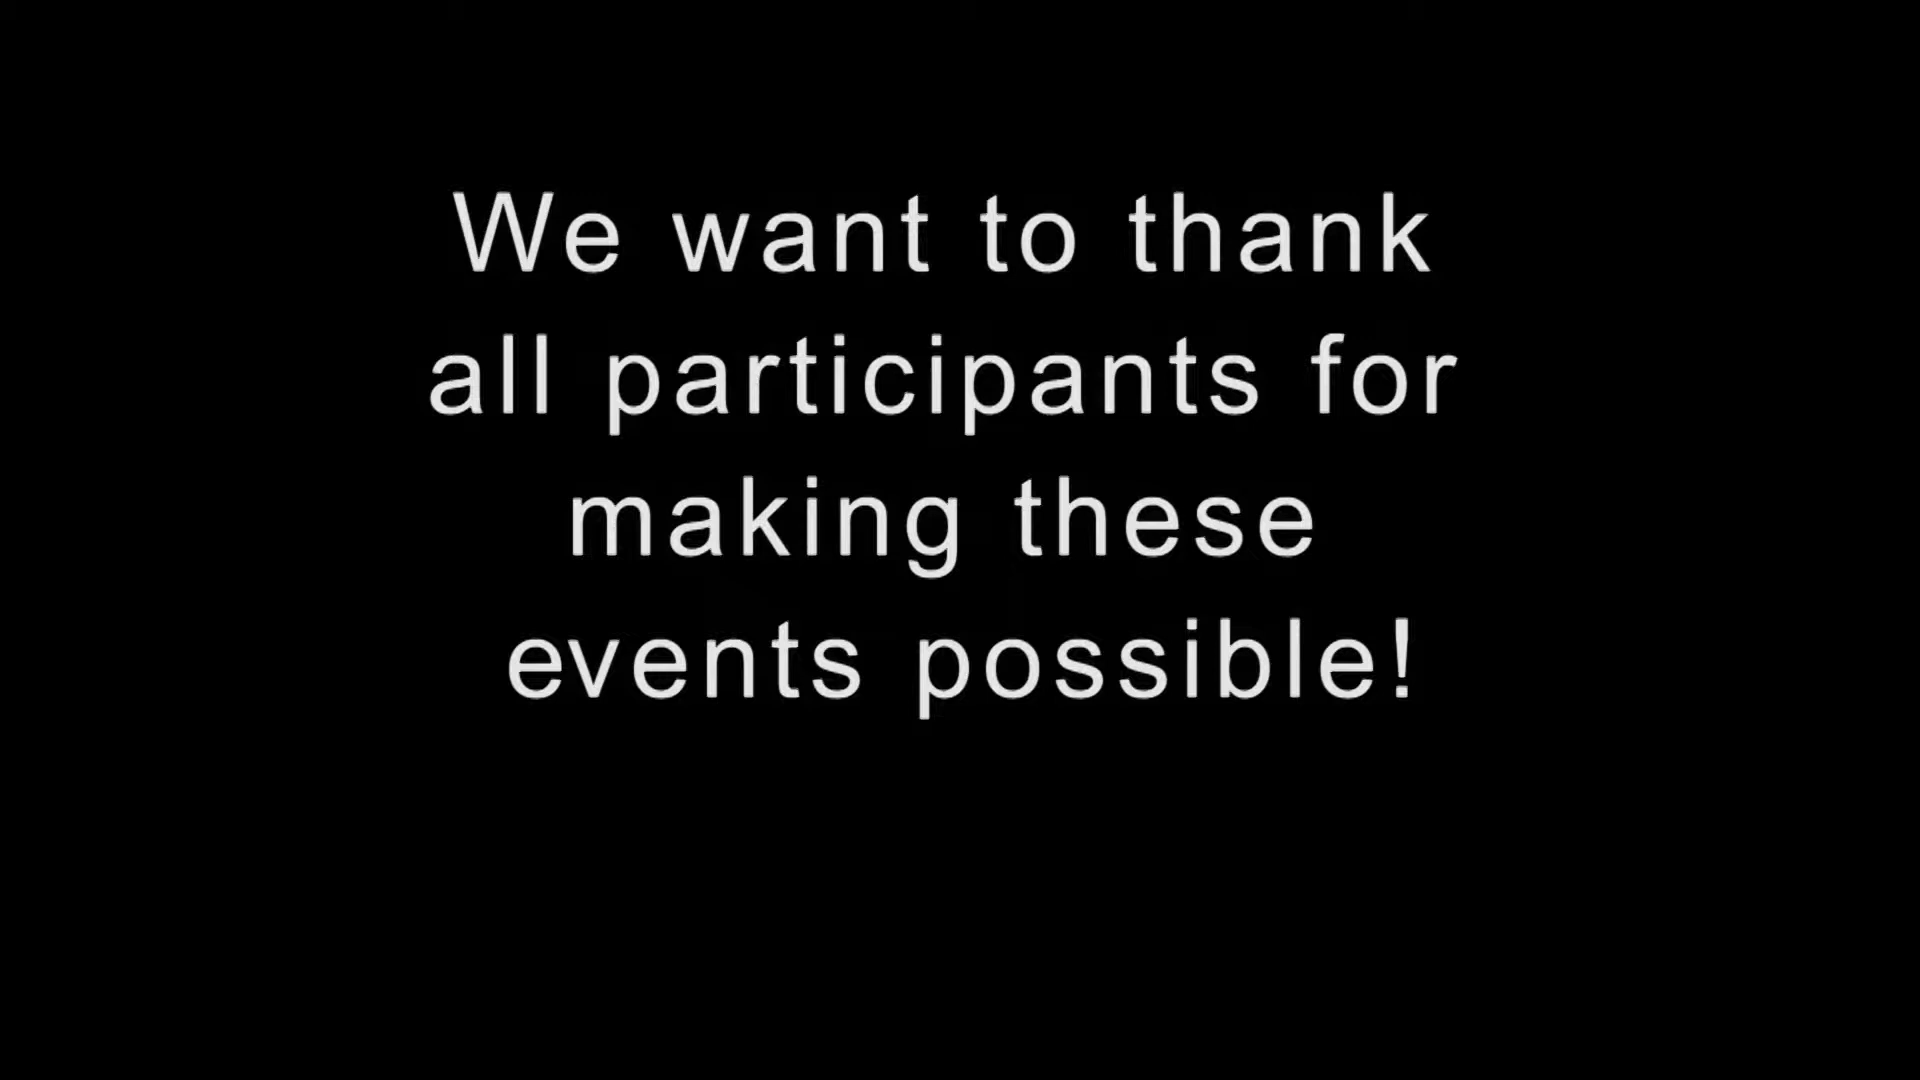 We want to thank
all participants for
making these
events possible!